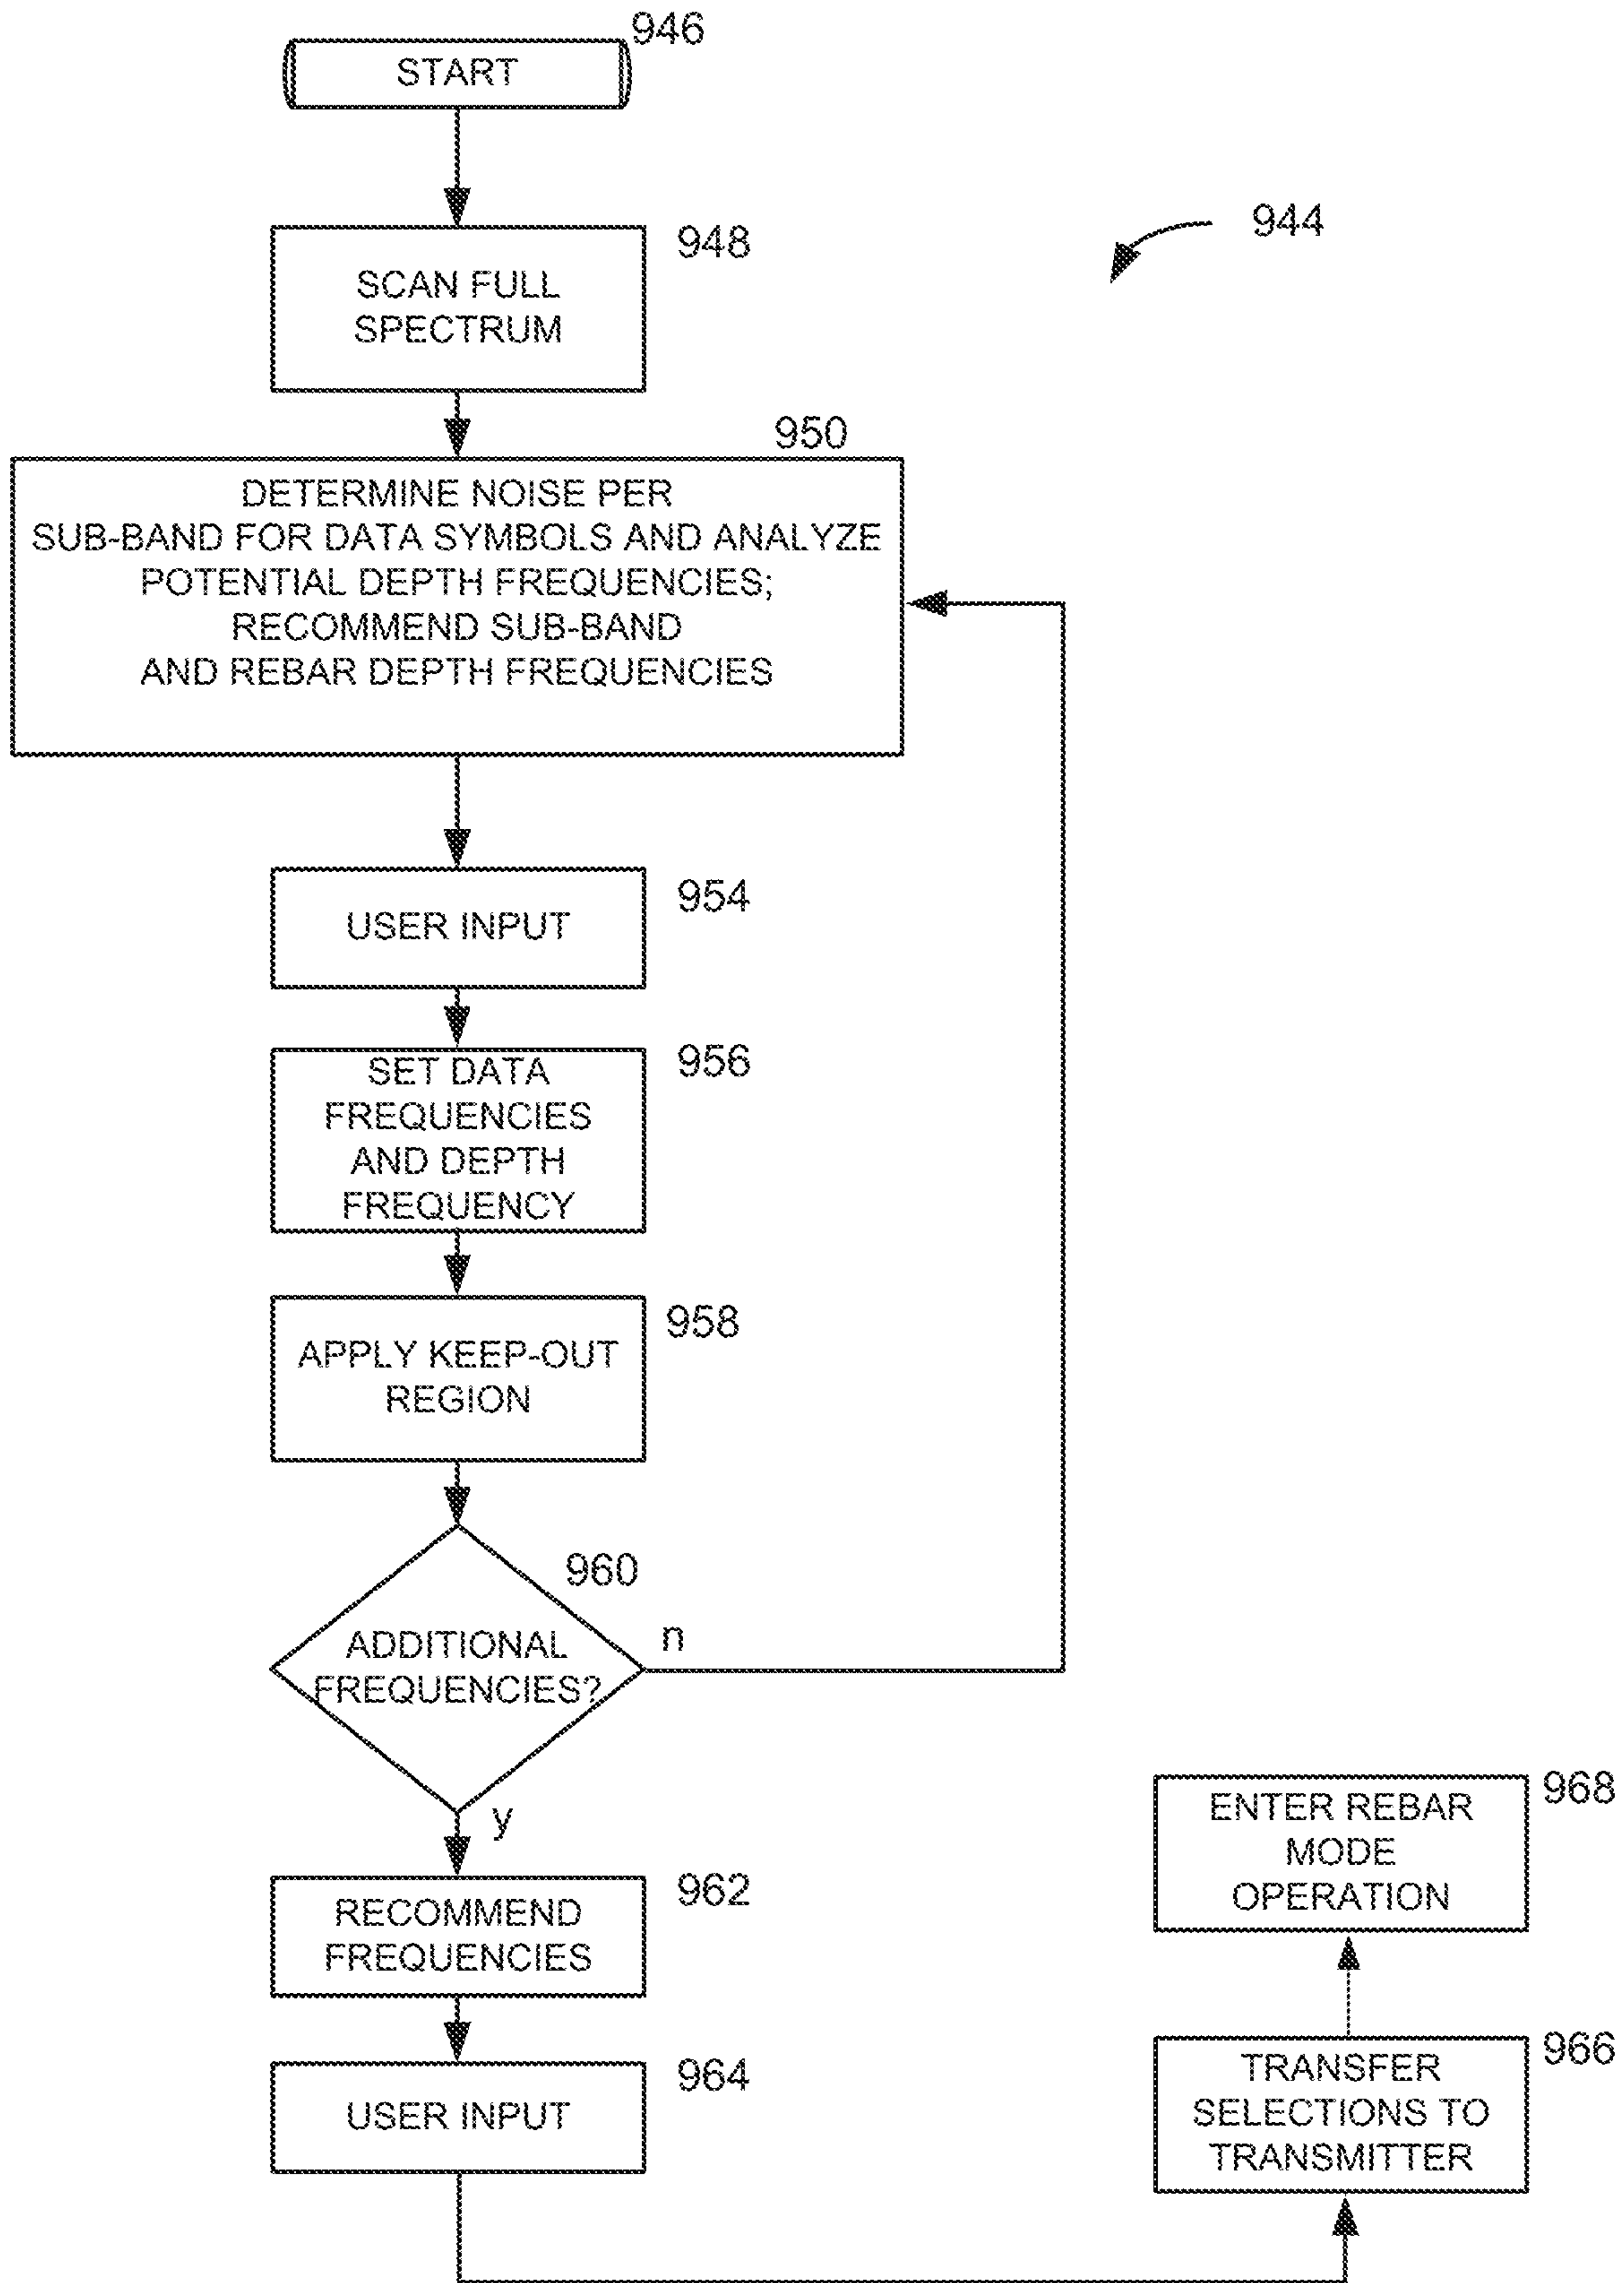 946
START
944
948
SCAN FULL
SPECTRUM
950
DETERMINE NOISE PER
SUB-BAND FOR DATA SYMBOLS AND ANALYZE
POTENTIAL DEPTH FREQUENCIES;
RECOMMEND SUB-BAND
AND REBAR DEPTH FREQUENCIES
954
USER INPUT
956
SET DATA
FREQUENCIES
AND DEPTH
FREQUENCY
958
APPLY KEEP-OUT
REGION
960
ADDITIONAL
FREQUENCIES?
n
y
962
RECOMMEND
FREQUENCIES
964
USER INPUT
966
TRANSFER
SELECTIONS TO
TRANSMITTER
968
ENTER REBAR
MODE
OPERATION